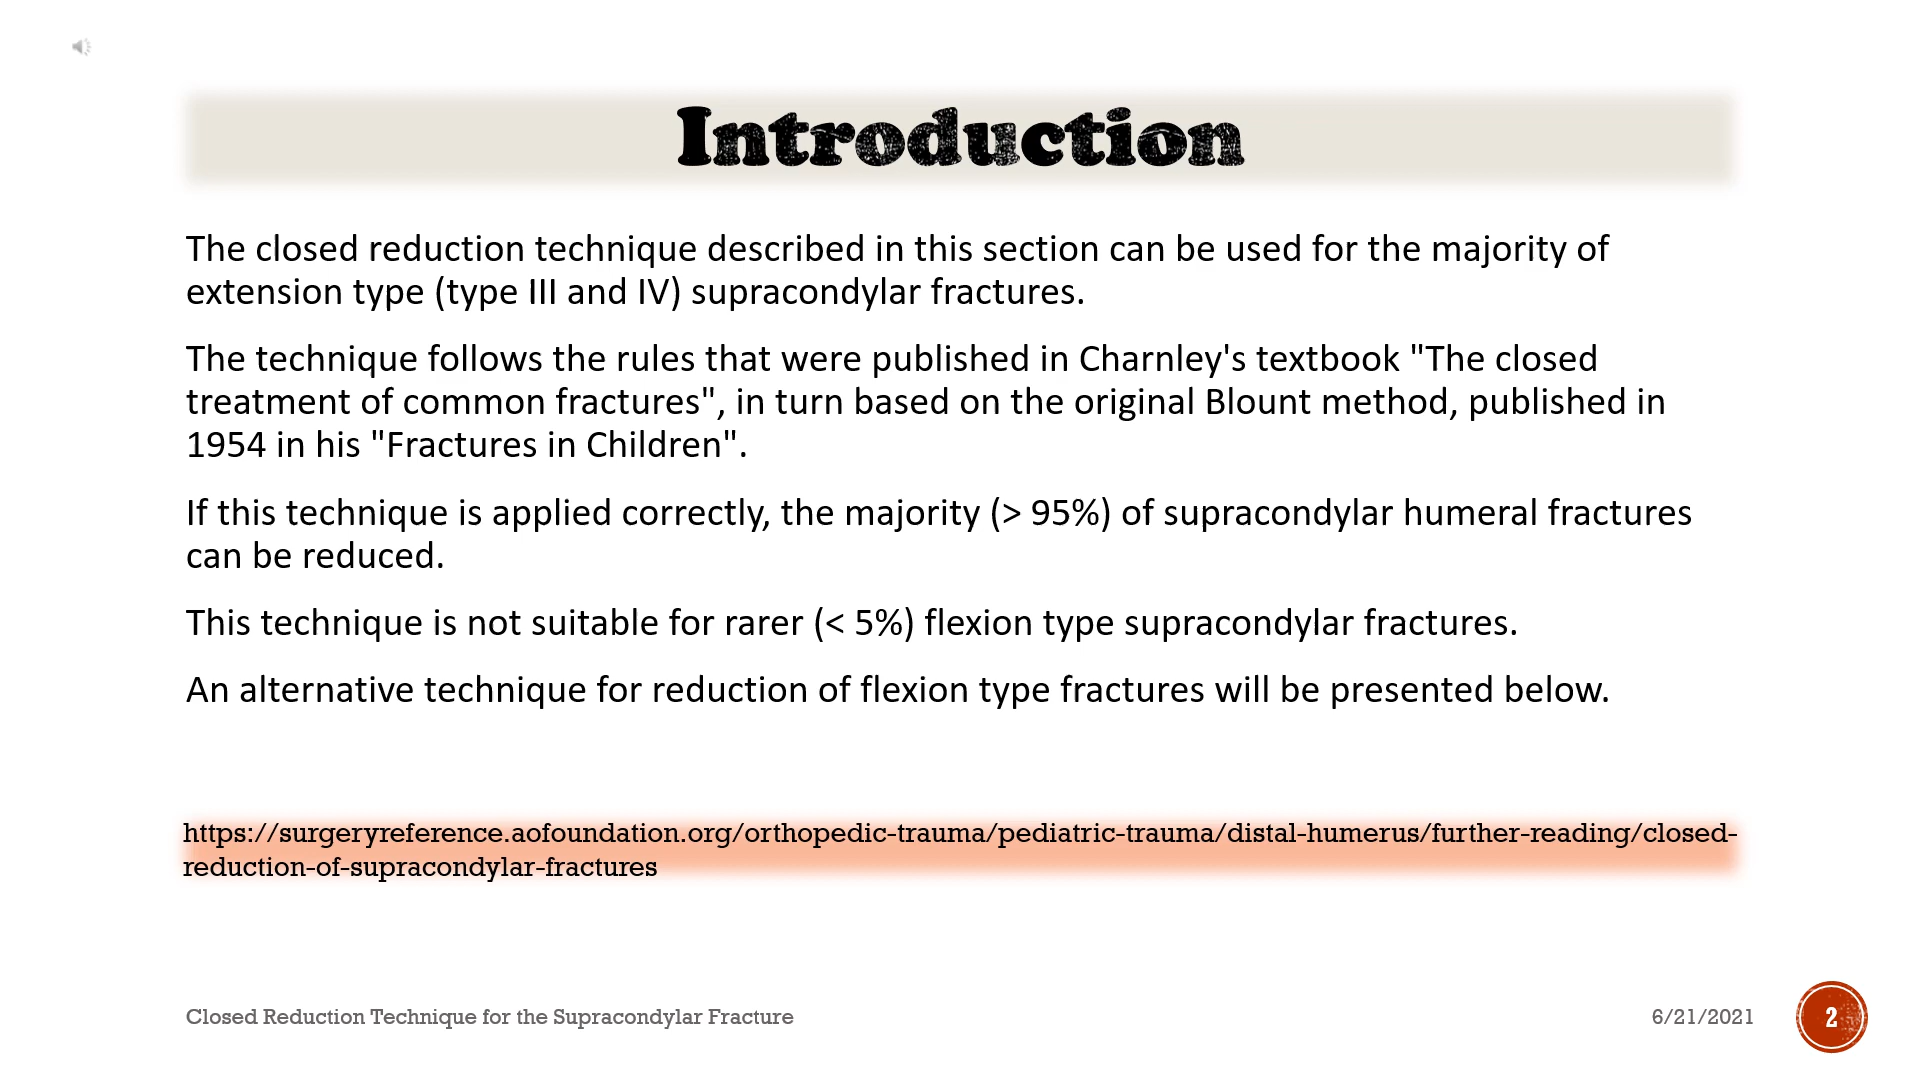 Introduction
The closed reduction technique described in this section can be used for the majority of
extension type (type III and IV) supracondylar fractures.
The technique follows the rules that were published in Charnley's textbook "The closed
treatment of common fractures", in turn based on the original Blount method, published in
1954 in his "Fractures in Children".
If this technique is applied correctly, the majority (> 95%) of supracondylar humeral fractures
can be reduced.
This technique is not suitable for rarer (< 5%) flexion type supracondylar fractures.
An alternative technique for reduction of flexion type fractures will be presented below.
https://surgeryreference.aofoundation.org/orthopedic-trauma/pediatric-trauma/distal-humerus/further-reading/closed-
reduction-of-supracondylar-fractures
Closed Reduction Technique for the Supracondylar Fracture
6/21/2021
2